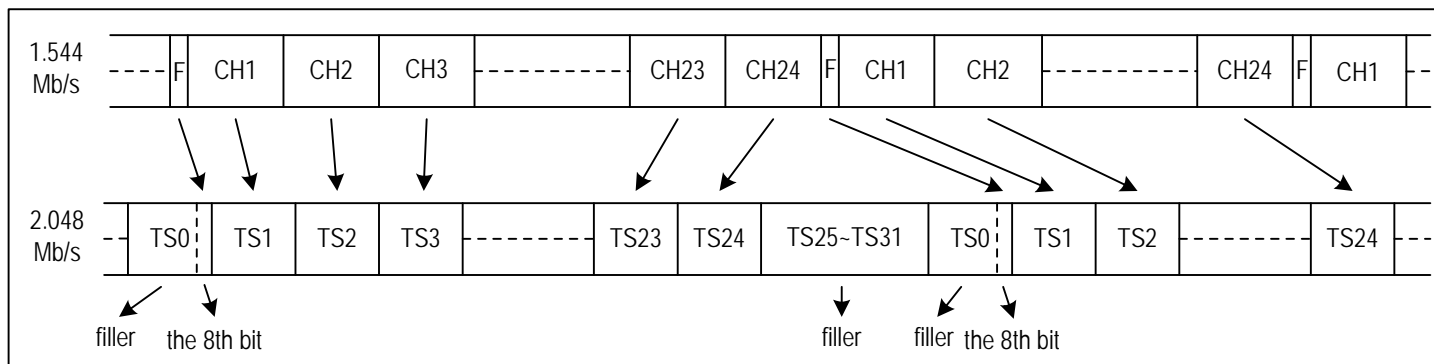 1.544
Mb/s
F CH1 CH2 CH3 CH23 CH24 F CH1 CH2 CH24 F CH1
2.048
Mb/s
TS0 TS1 TS2 TS3 TS23 TS24 TS25~TS31 TS0 TS1 TS2 TS24
filler the 8th bit filler filler the 8th bit